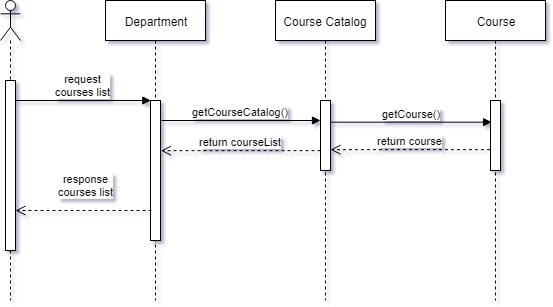 Department
Course Catalog
Course
request
courses list
getCourseCatalog()
getCourse()
return courseList
return course
response
courses list